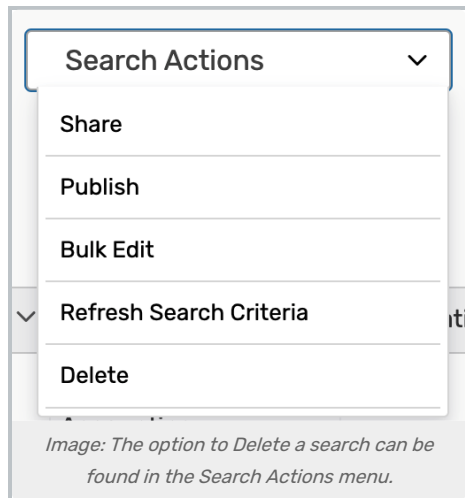 Search Actions
Share
Publish
Bulk Edit
Refresh Search Criteria
Delete
Image: The option to Delete a search can be
found in the Search Actions menu.